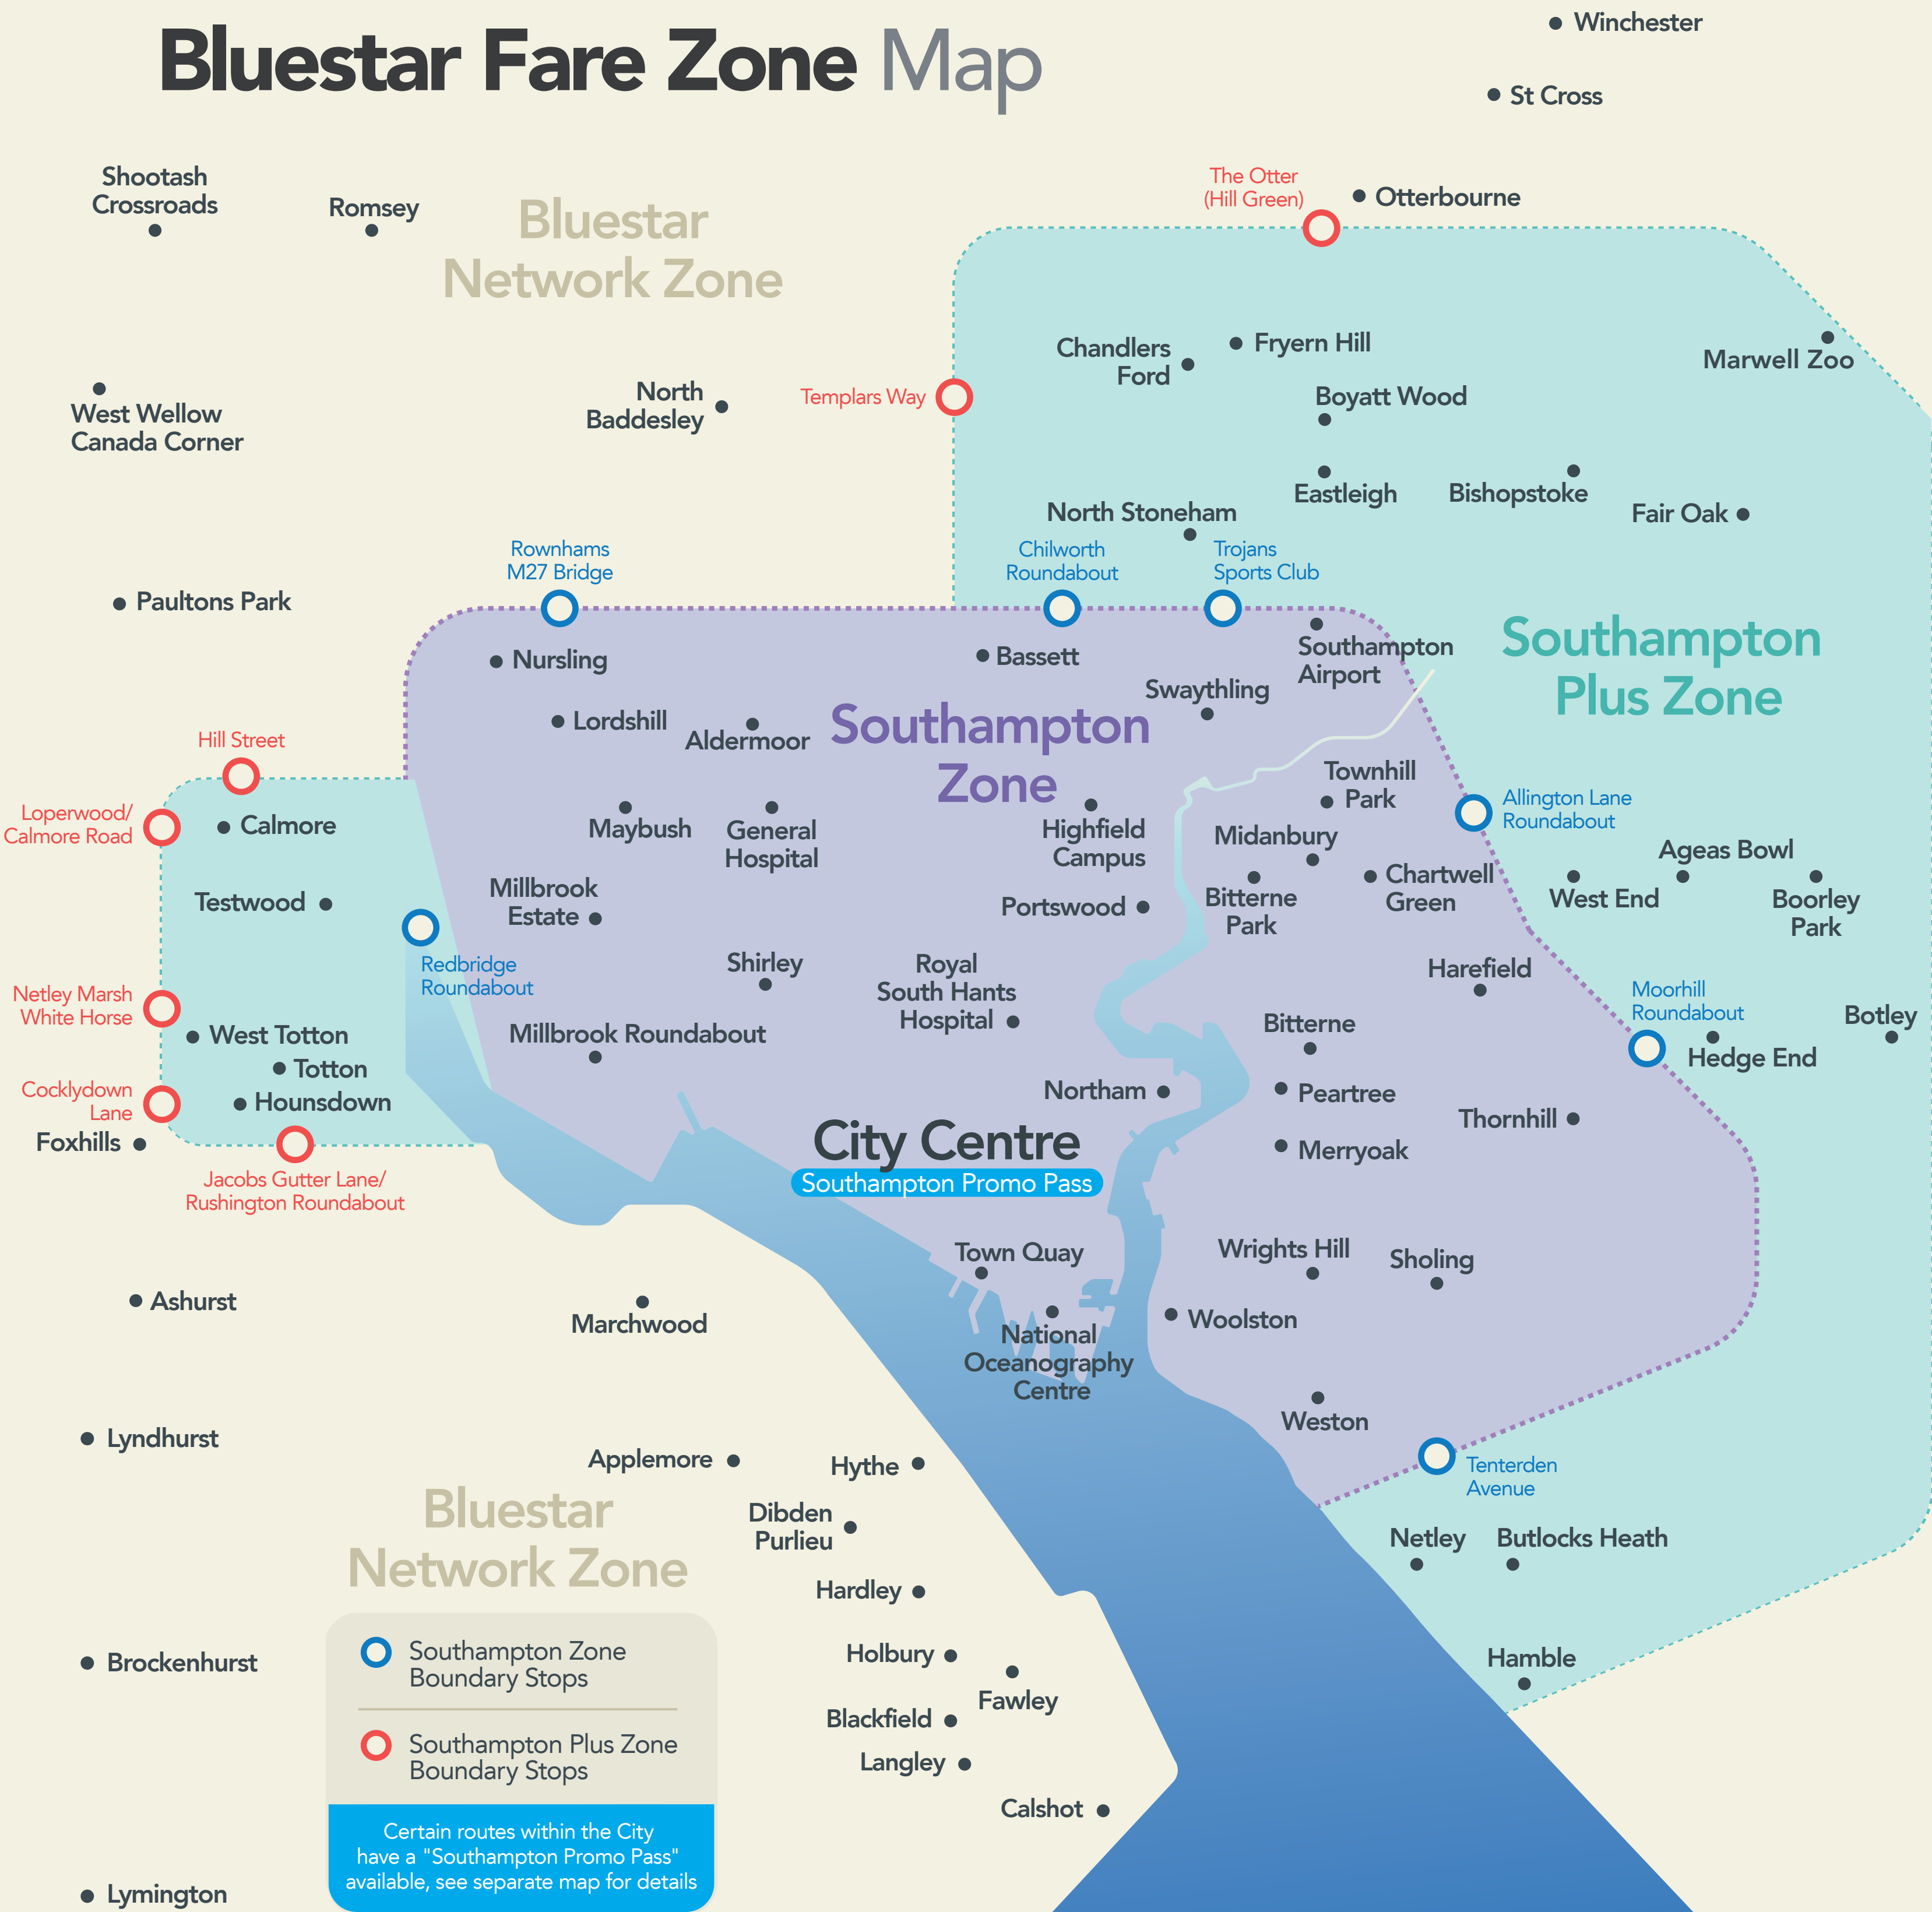 Bluestar Fare Zone Map
Winchester
St Cross
Shootash
Crossroads
Romsey
Bluestar
Network Zone
The Otter
(Hill Green)
Otterbourne
Chandlers
Ford
Fryern Hill
Marwell Zoo
West Wellow
Canada Corner
North
Baddesley
Templars Way
Boyatt Wood
Eastleigh
Bishopstoke
Fair Oak
North Stoneham
Rownhams
M27 Bridge
Chilworth
Roundabout
Trojans
Sports Club
Paultons Park
Southampton
Plus Zone
Nursling
Bassett
Southampton
Airport
Swaythling
Lordshill
Aldermoor
Southampton
Zone
Hill Street
Townhill
Park
Loperwood/
Calmore Road
Calmore
Maybush
General
Hospital
Highfield
Campus
Midanbury
Allington Lane
Roundabout
Ageas Bowl
Testwood
Millbrook
Estate
Portswood
Bitterne
Park
Chartwell
Green
West End
Boorley
Park
Redbridge
Roundabout
Shirley
Royal
South Hants
Hospital
Harefield
Netley Marsh
White Horse
Moorhill
Roundabout
Botley
West Totton
Millbrook Roundabout
Bitterne
Hedge End
Totton
Cocklydown
Lane
Hounsdown
Northam
Peartree
Thornhill
Foxhills
City Centre
Merryoak
Southampton Promo Pass
Jacobs Gutter Lane/
Rushington Roundabout
Town Quay
Wrights Hill
Sholing
Ashurst
Marchwood
National
Oceanography
Centre
Woolston
Lyndhurst
Weston
Applemore
Hythe
Tenterden
Avenue
Bluestar
Network Zone
Dibden
Purlieu
Netley
Butlocks Heath
Hardley
Brockenhurst
Southampton Zone
Boundary Stops
Holbury
Fawley
Hamble
Blackfield
Southampton Plus Zone
Boundary Stops
Langley
Calshot
Certain routes within the City
have a "Southampton Promo Pass"
available, see separate map for details
Lymington